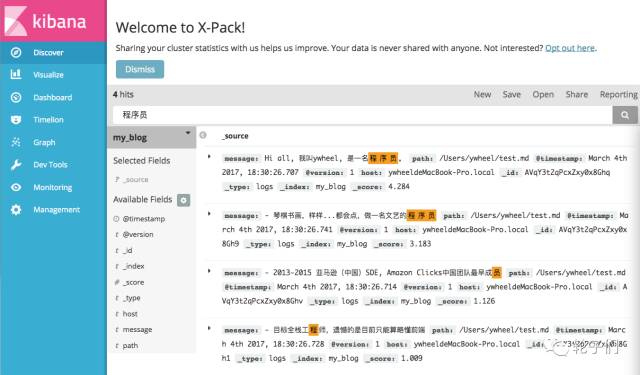 kibana
Discover
Visualize
Dashboard
Timelion
Graph
Dev Tools
Monitoring
Management
Welcome to X-Pack!
Sharing your cluster statistics with us helps us improve. Your data is never shared with anyone. Not interested? Opt out here.
Dismiss
4 hits
New Save Open Share Reporting
程序员
my_blog
Selected Fields
? _source
Available Fields
@timestamp
t @version
t _id
t _index
# _score
t _type
t host
t message
t path
_source
message: Hi all, 我叫ywheel, 是一名程序员, path: /Users/ywheel/test.md @timestamp: March 4th
2017, 18:30:26.707 @version: 1 host: ywheeldeMacBook-Pro.local _id: AVqY3tZqPcxZxy0x8Ghq
_type: logs _index: my_blog _score: 4.284
message: - 琴棋书画, 样样...都会点, 做一名文艺的程序员 path: /Users/ywheel/test.md @timestamp:
March 4th 2017, 18:30:26.741 @version: 1 host: ywheeldeMacBook-Pro.local _id: AVqY3tZqPcxZxy0x
8Gh9 _type: logs _index: my_blog _score: 3.183
message: - 2013-2015 亚马逊（中国）SDE, Amazon Clicks中国团队最早成员 path: /Users/ywheel/test.md
@timestamp: March 4th 2017, 18:30:26.714 @version: 1 host: ywheeldeMacBook-Pro.local _id: A
VqY3tZqPcxZxy0x8Ghv _type: logs _index: my_blog _score: 1.126
message: - 目标全栈工程师, 遗憾的是目前只能算略懂前端 path: /Users/ywheel/test.md @timestamp: Marc
h 4th 2017, 18:30:26.728 @version: 1 host: ywheeldeMacBook-Pro.local _id:
Gh1 _type: logs _index: my_blog _score: 1.009